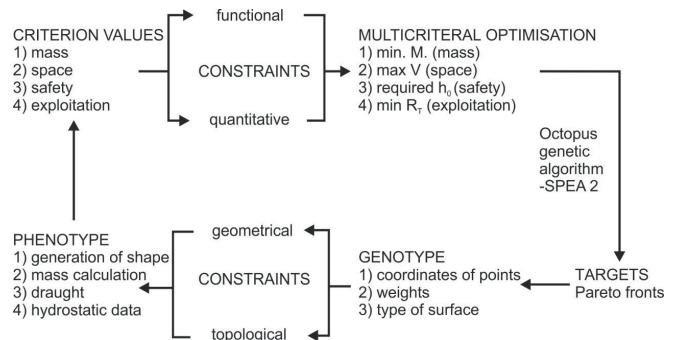 functional
CRITERION VALUES
1) mass
2) space
3) safety
4) exploitation
CONSTRAINTS
quantitative
MULTICRITERAL OPTIMISATION
1) min. M. (mass)
2) max V (space)
3) required h₀ (safety)
4) min Rₜ (exploitation)
Octopus
genetic
algorithm
-SPEA 2
TARGETS
Pareto fronts
GENOTYPE
1) coordinates of points
2) weights
3) type of surface
geometrical
CONSTRAINTS
topological
PHENOTYPE
1) generation of shape
2) mass calculation
3) draught
4) hydrostatic data